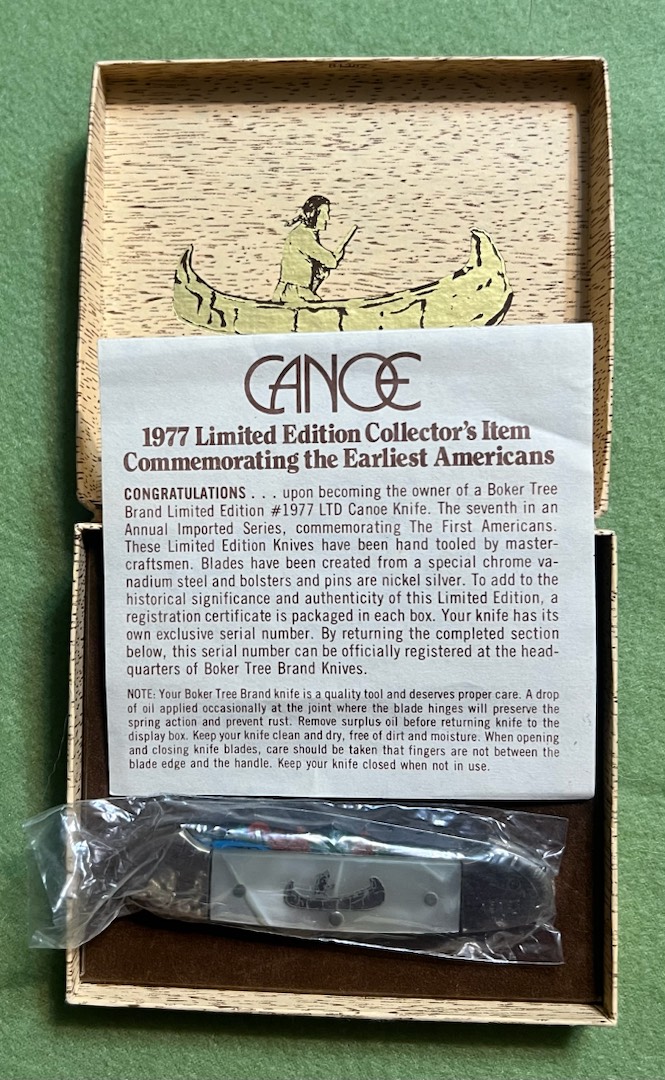 CANOE
1977 Limited Edition Collector's Item
Commemorating the Earliest Americans
CONGRATULATIONS . . . upon becoming the owner of a Boker Tree
Brand Limited Edition #1977 LTD Canoe Knife. The seventh in an
Annual Imported Series, commemorating The First Americans.
These Limited Edition Knives have been hand tooled by master-
craftsmen. Blades have been created from a special chrome va-
nadium steel and bolsters and pins are nickel silver. To add to the
historical significance and authenticity of this Limited Edition, a
registration certificate is packaged in each box. Your knife has its
own exclusive serial number. By returning the completed section
below, this serial number can be officially registered at the head-
quarters of Boker Tree Brand Knives.
NOTE: Your Boker Tree Brand knife is a quality tool and deserves proper care. A drop
of oil applied occasionally at the joint where the blade hinges will preserve the
spring action and prevent rust. Remove surplus oil before returning knife to the
display box. Keep your knife clean and dry, free of dirt and moisture. When opening
and closing knife blades, care should be taken that fingers are not between the
blade edge and the handle. Keep your knife closed when not in use.